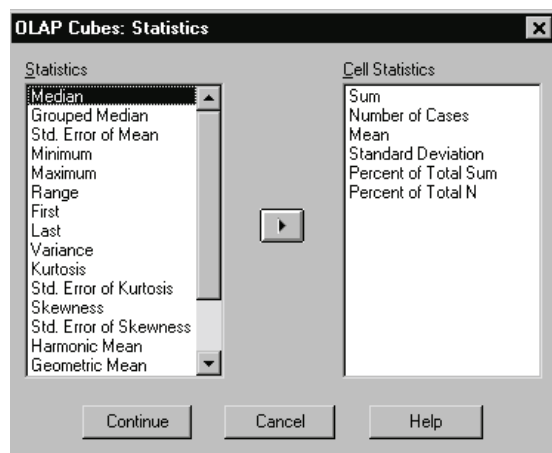 OLAP Cubes: Statistics
Statistics
Median
Grouped Median
Std. Error of Mean
Minimum
Maximum
Range
First
Last
Variance
Kurtosis
Std. Error of Kurtosis
Skewness
Std. Error of Skewness
Harmonic Mean
Geometric Mean
Cell Statistics
Sum
Number of Cases
Mean
Standard Deviation
Percent of Total Sum
Percent of Total N
Continue
Cancel
Help